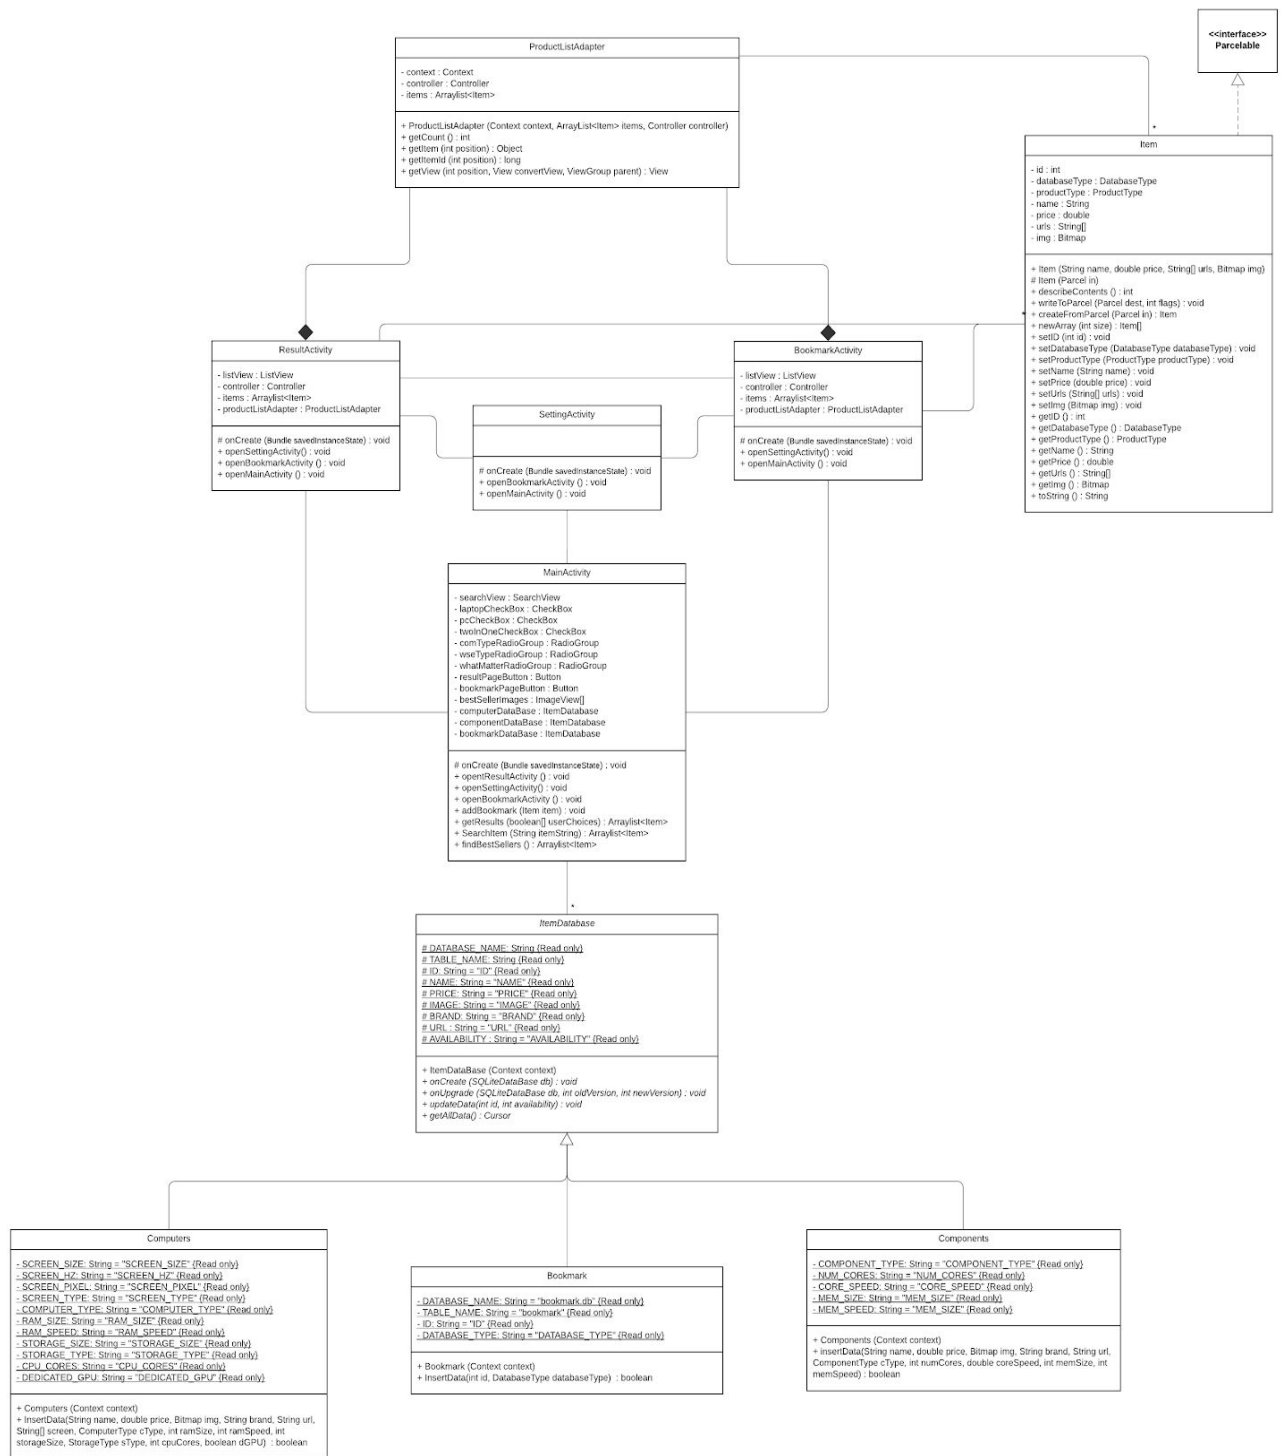 <<interface>>
Parcelable
ProductListAdapter
- context : Context
- controller : Controller
- items : Arraylist<Item>
+ ProductListAdapter (Context context, ArrayList<Item> items, Controller controller)
+ getCount () : int
+ getItem (int position) : Object
+ getItemId (int position) : long
+ getView (int position, View convertView, ViewGroup parent) : View
*
Item
- id : int
- databaseType : DatabaseType
- productType : ProductType
- name : String
- price : double
- urls : String[]
- img : Bitmap
+ Item (String name, double price, String[] urls, Bitmap img)
# Item (Parcel in)
+ describeContents () : int
+ writeToParcel (Parcel dest, int flags) : void
+ createFromParcel (Parcel in) : Item
+ newArray (int size) : Item[]
+ setID (int id) : void
+ setDatabaseType (DatabaseType databaseType) : void
+ setProductType (ProductType productType) : void
+ setName (String name) : void
+ setPrice (double price) : void
+ setUrls (String[] urls) : void
+ setImg (Bitmap img) : void
+ getID () : int
+ getDatabaseType () : DatabaseType
+ getProductType () : ProductType
+ getName () : String
+ getPrice () : double
+ getUrls () : String[]
+ getImg () : Bitmap
+ toString () : String
*
ResultActivity
- listView : ListView
- controller : Controller
- items : Arraylist<Item>
- productListAdapter : ProductListAdapter
# onCreate (Bundle savedInstanceState) : void
+ openSettingActivity() : void
+ openBookmarkActivity () : void
+ openMainActivity () : void
BookmarkActivity
- listView : ListView
- controller : Controller
- items : Arraylist<Item>
- productListAdapter : ProductListAdapter
# onCreate (Bundle savedInstanceState) : void
+ openSettingActivity() : void
+ openMainActivity () : void
SettingActivity
# onCreate (Bundle savedInstanceState) : void
+ openBookmarkActivity () : void
+ openMainActivity () : void
MainActivity
- searchView : SearchView
- laptopCheckBox : CheckBox
- pcCheckBox : CheckBox
- twoInOneCheckBox : CheckBox
- comTypeRadioGroup : RadioGroup
- wseTypeRadioGroup : RadioGroup
- whatMatterRadioGroup : RadioGroup
- resultPageButton : Button
- bookmarkPageButton : Button
- bestSellerImages : ImageView[]
- computerDataBase : ItemDatabase
- componentDataBase : ItemDatabase
- bookmarkDataBase : ItemDatabase
# onCreate (Bundle savedInstanceState) : void
+ opentResultActivity () : void
+ openSettingActivity() : void
+ openBookmarkActivity () : void
+ addBookmark (Item item) : void
+ getResults (boolean[] userChoices) : Arraylist<Item>
+ SearchItem (String itemString) : Arraylist<Item>
+ findBestSellers () : Arraylist<Item>
*
ItemDatabase
# DATABASE_NAME: String {Read only}
# TABLE_NAME: String {Read only}
# ID: String = "ID" {Read only}
# NAME: String = "NAME" {Read only}
# PRICE: String = "PRICE" {Read only}
# IMAGE: String = "IMAGE" {Read only}
# BRAND: String = "BRAND" {Read only}
# URL : String = "URL" {Read only}
# AVAILABILITY : String = "AVAILABILITY" {Read only}
+ ItemDataBase (Context context)
+ onCreate (SQLiteDataBase db) : void
+ onUpgrade (SQLiteDataBase db, int oldVersion, int newVersion) : void
+ updateData(int id, int availability) : void
+ getAllData() : Cursor
Computers
- SCREEN_SIZE: String = "SCREEN_SIZE" {Read only}
- SCREEN_HZ: String = "SCREEN_HZ" {Read only}
- SCREEN_PIXEL: String = "SCREEN_PIXEL" {Read only}
- SCREEN_TYPE: String = "SCREEN_TYPE" {Read only}
- COMPUTER_TYPE: String = "COMPUTER_TYPE" {Read only}
- RAM_SIZE: String = "RAM_SIZE" {Read only}
- RAM_SPEED: String = "RAM_SPEED" {Read only}
- STORAGE_SIZE: String = "STORAGE_SIZE" {Read only}
- STORAGE_TYPE: String = "STORAGE_TYPE" {Read only}
- CPU_CORES: String = "CPU_CORES" {Read only}
- DEDICATED_GPU: String = "DEDICATED_GPU" {Read only}
+ Computers (Context context)
+ InsertData(String name, double price, Bitmap img, String brand, String url,
String[] screen, ComputerType cType, int ramSize, int ramSpeed, int
storageSize, StorageType sType, int cpuCores, boolean dGPU) : boolean
Bookmark
- DATABASE_NAME: String = "bookmark.db" {Read only}
- TABLE_NAME: String = "bookmark" {Read only}
- ID: String = "ID" {Read only}
- DATABASE_TYPE: String = "DATABASE_TYPE" {Read only}
+ Bookmark (Context context)
+ InsertData(int id, DatabaseType databaseType) : boolean
Components
- COMPONENT_TYPE: String = "COMPONENT_TYPE" {Read only}
- NUM_CORES: String = "NUM_CORES" {Read only}
- CORE_SPEED: String = "CORE_SPEED" {Read only}
- MEM_SIZE: String = "MEM_SIZE" {Read only}
- MEM_SPEED: String = "MEM_SIZE" {Read only}
+ Components (Context context)
+ insertData(String name, double price, Bitmap img, String brand, String url,
ComponentType cType, int numCores, double coreSpeed, int memSize, int
memSpeed) : boolean